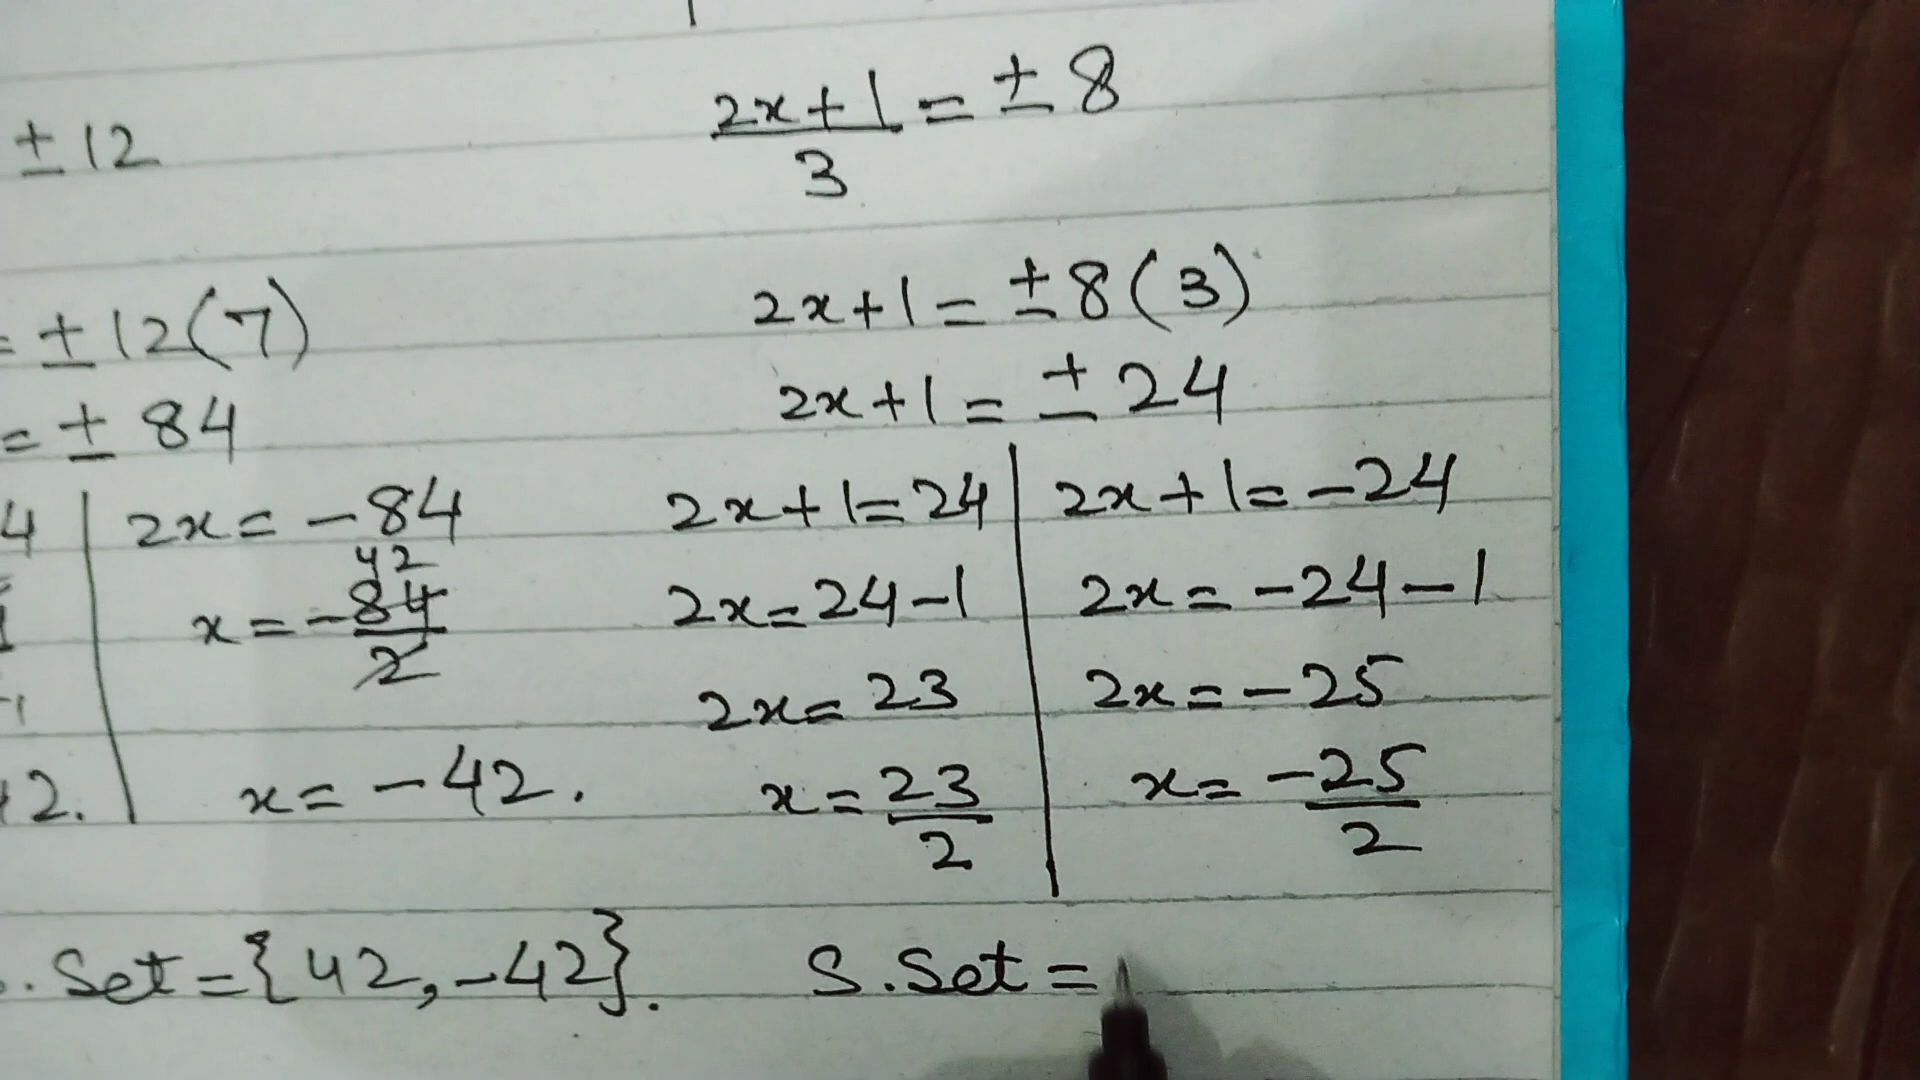 ± 12
= ± 12(7)
= ± 84
4 | 2x = -84
42
x = -84/2
2. | x = -42.
. Set = {42, -42}.
2x+1/3 = ± 8
2x+1 = ± 8(3)
2x+1 = ± 24
2x+1=24 | 2x+1= -24
2x = 24-1 | 2x = -24-1
2x = 23 | 2x = -25
x = 23/2 | x = -25/2
S.Set =